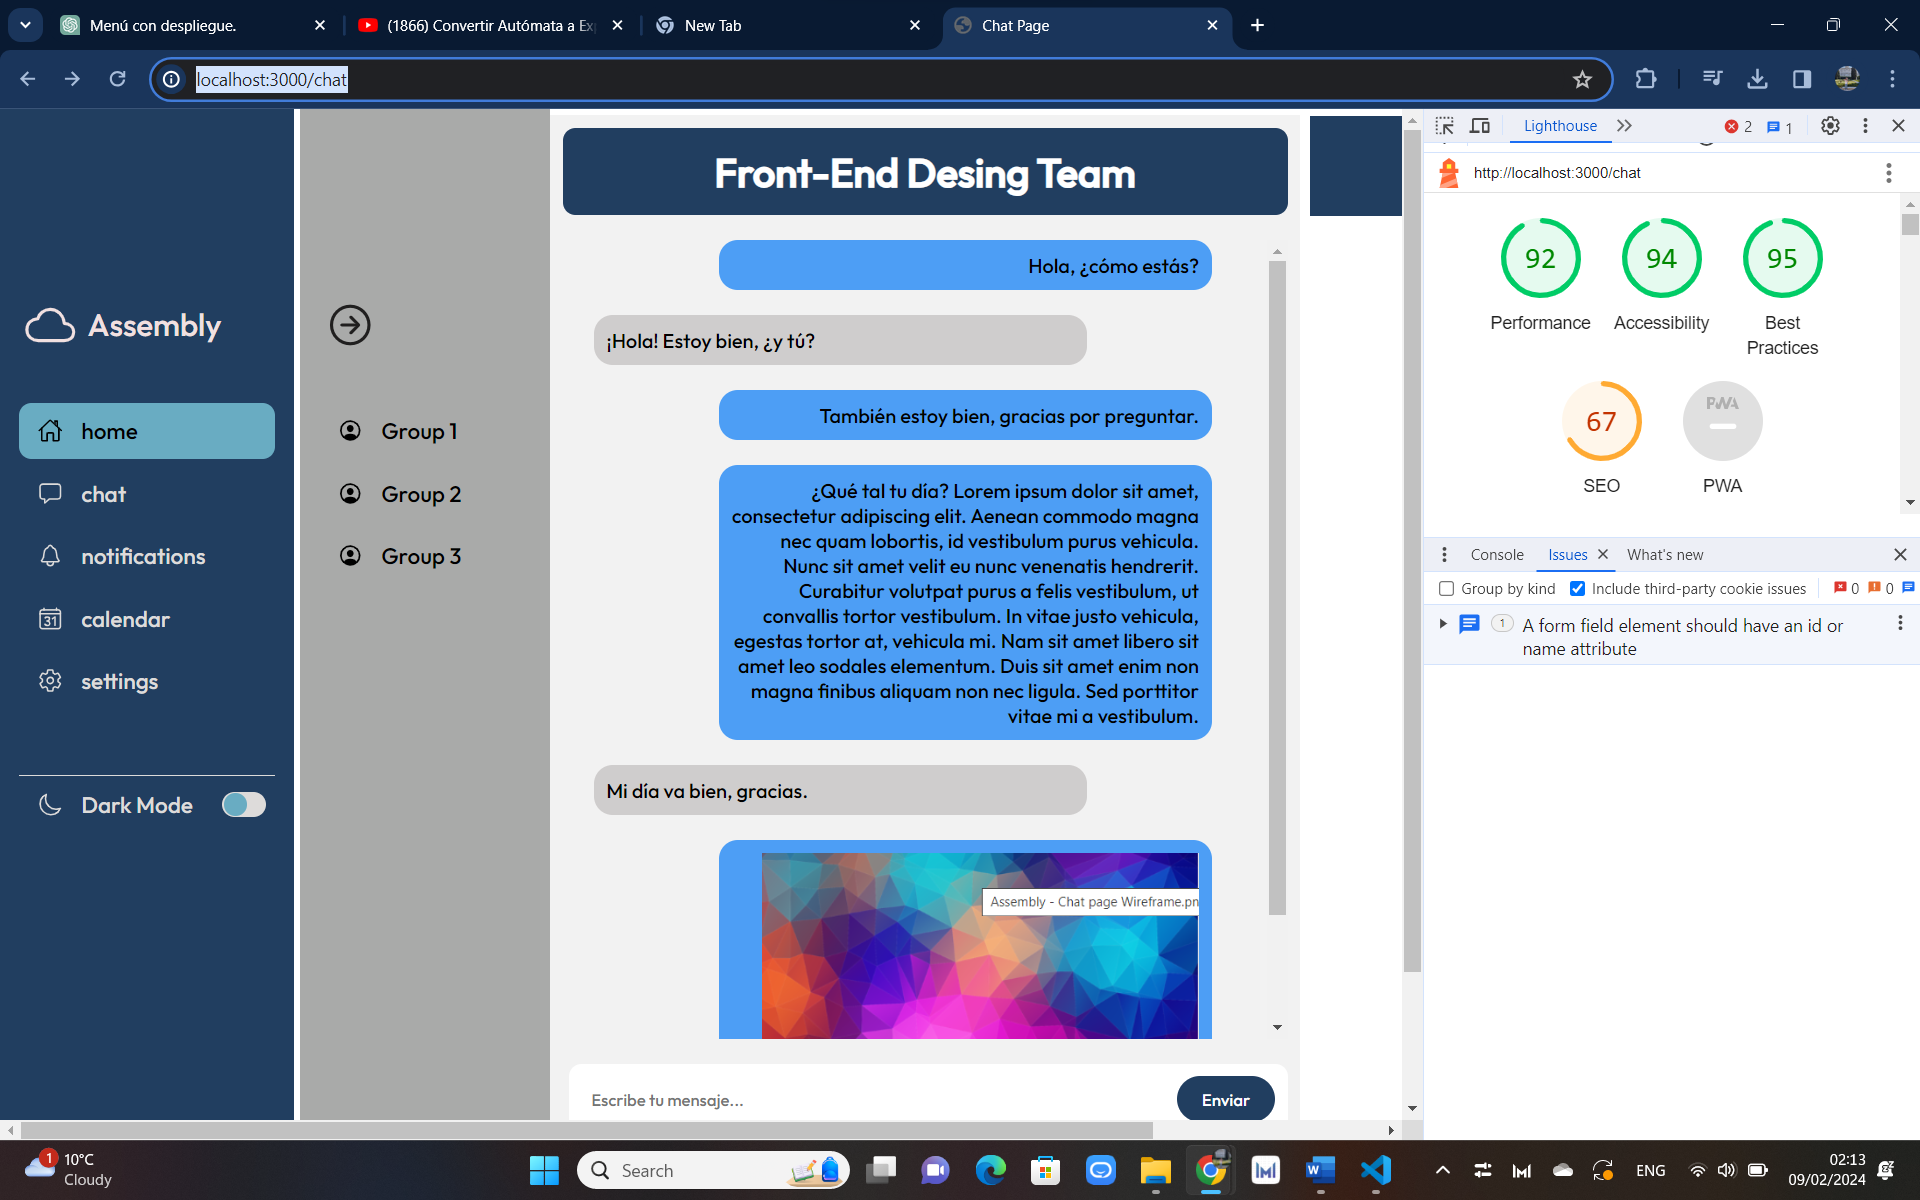 Menú con despliegue.
(1866) Convertir Autómata a Ex
New Tab
Chat Page
localhost:3000/chat
Assembly
home
chat
notifications
31
calendar
settings
Dark Mode
Group 1
Group 2
Group 3
Front-End Desing Team
Hola, ¿cómo estás?
¡Hola! Estoy bien, ¿y tú?
También estoy bien, gracias por preguntar.
¿Qué tal tu día? Lorem ipsum dolor sit amet,
consectetur adipiscing elit. Aenean commodo magna
nec quam lobortis, id vestibulum purus vehicula.
Nunc sit amet velit eu nunc venenatis hendrerit.
Curabitur volutpat purus a felis vestibulum, ut
convallis tortor vestibulum. In vitae justo vehicula,
egestas tortor at, vehicula mi. Nam sit amet libero sit
amet leo sodales elementum. Duis sit amet enim non
magna finibus aliquam non nec ligula. Sed porttitor
vitae mi a vestibulum.
Mi día va bien, gracias.
Assembly - Chat page Wireframe.pn
Escribe tu mensaje...
Enviar
Lighthouse
2
1
http://localhost:3000/chat
92
94
95
Performance
Accessibility
Best
Practices
67
PWA
SEO
PWA
Console
Issues
What's new
Group by kind
Include third-party cookie issues
0
0
1
A form field element should have an id or
name attribute
1
10°C
Cloudy
Search
ENG
02:13
09/02/2024